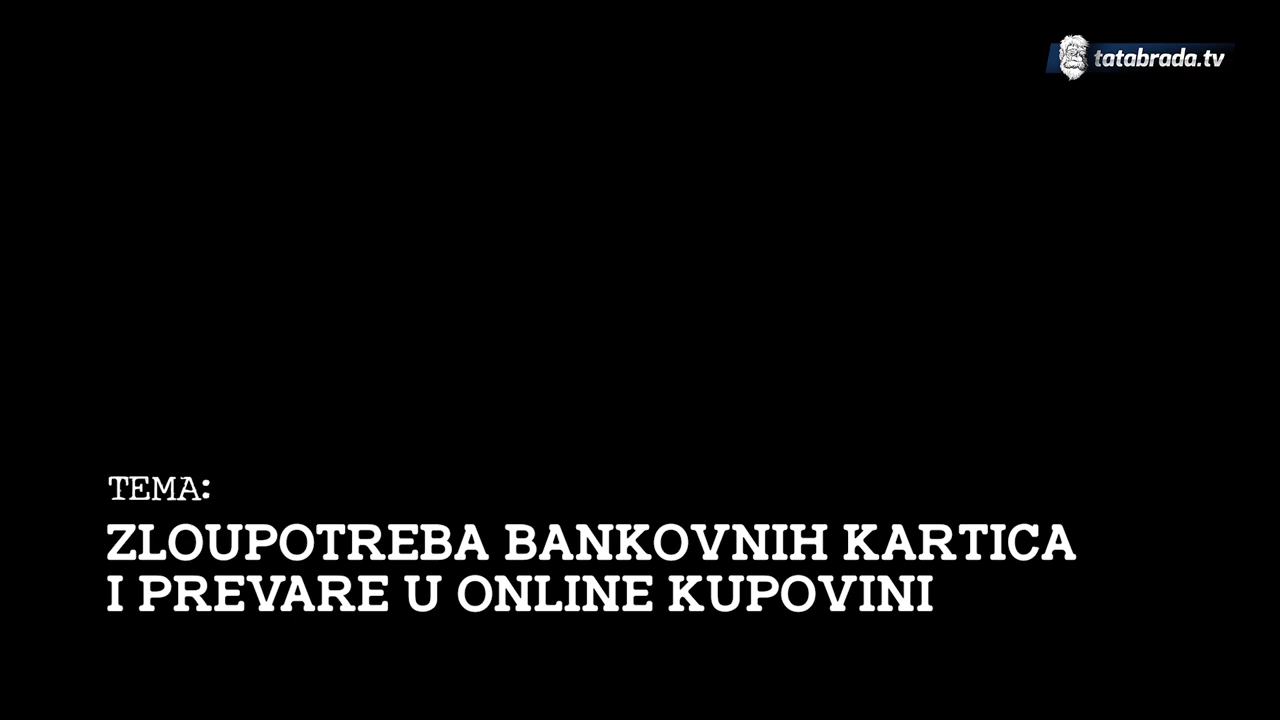 tatabrada.tv
TEMA:
ZLOUPOTREBA BANKOVNIH KARTICA
I PREVARE U ONLINE KUPOVINI